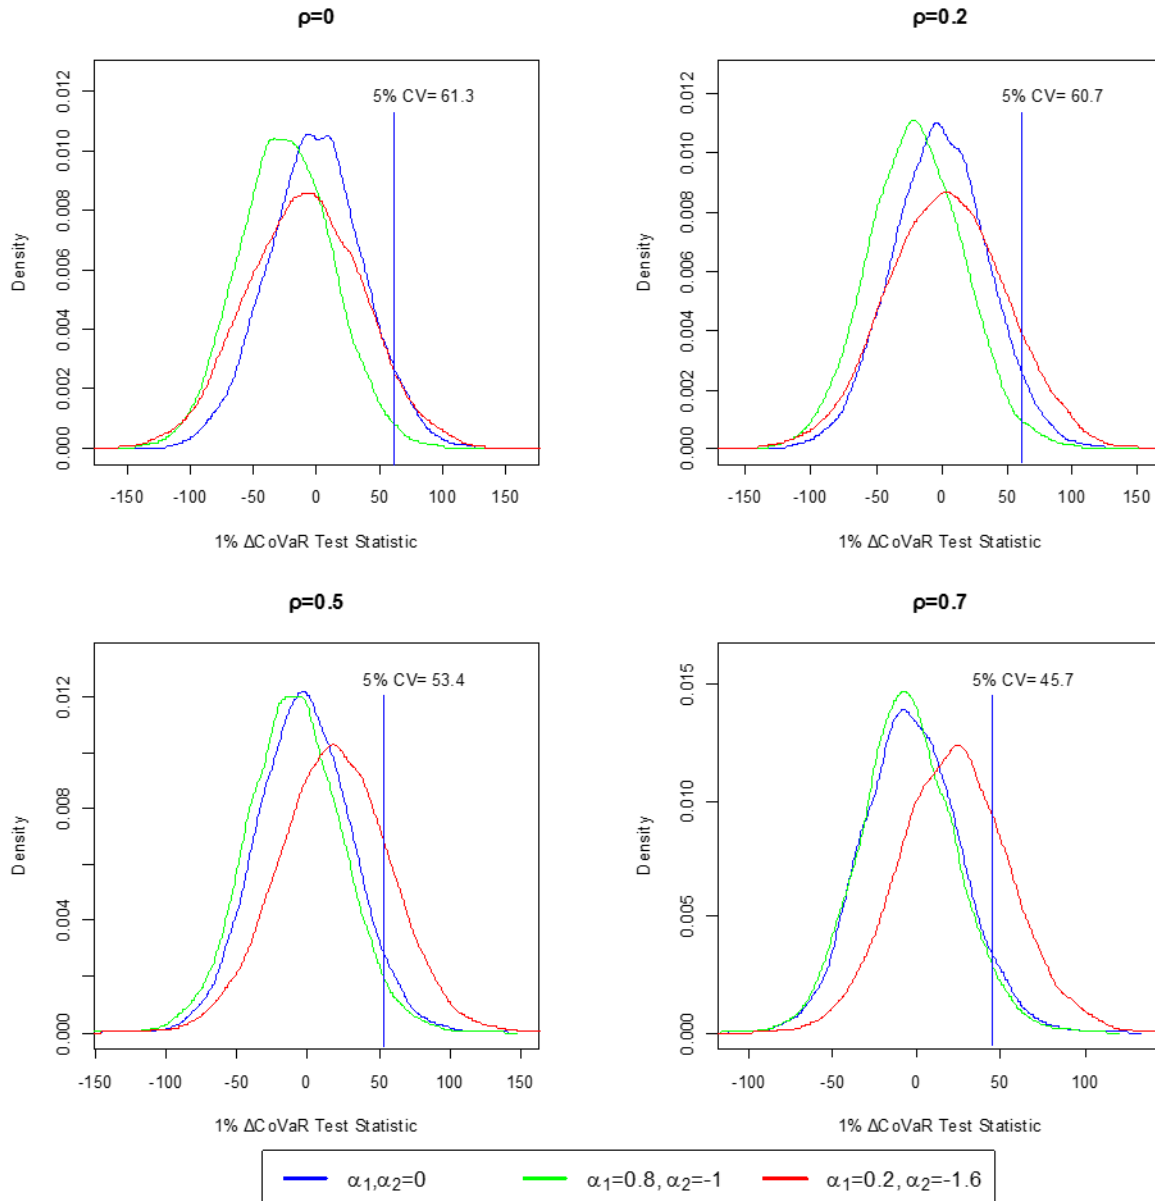 ρ=0
5% CV= 61.3
0.012
0.010
0.008
0.006
0.004
0.002
0.000
Density
-150 -100 -50 0 50 100 150
1% ΔCoVaR Test Statistic
ρ=0.2
5% CV= 60.7
0.012
0.010
0.008
0.006
0.004
0.002
0.000
Density
-150 -100 -50 0 50 100 150
1% ΔCoVaR Test Statistic
ρ=0.5
5% CV= 53.4
0.012
0.008
0.004
0.000
Density
-150 -100 -50 0 50 100 150
1% ΔCoVaR Test Statistic
ρ=0.7
5% CV= 45.7
0.015
0.010
0.005
0.000
Density
-100 -50 0 50 100
1% ΔCoVaR Test Statistic
α₁,α₂=0 α₁=0.8, α₂=-1 α₁=0.2, α₂=-1.6